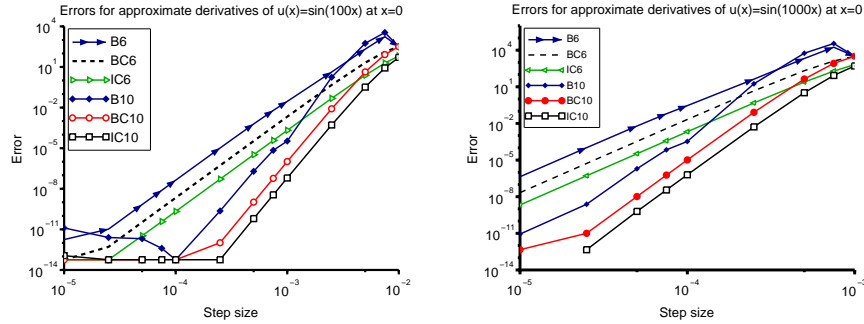 Errors for approximate derivatives of u(x)=sin(100x) at x=0
10^4
10^1
10^−2
10^−5
10^−8
10^−11
10^−14
Error
B6
BC6
IC6
B10
BC10
IC10
10^−5
10^−4
10^−3
10^−2
Step size
Errors for approximate derivatives of u(x)=sin(1000x) at x=0
10^4
10^1
10^−2
10^−5
10^−8
10^−11
10^−14
Error
B6
BC6
IC6
B10
BC10
IC10
10^−5
10^−4
10^−3
Step size